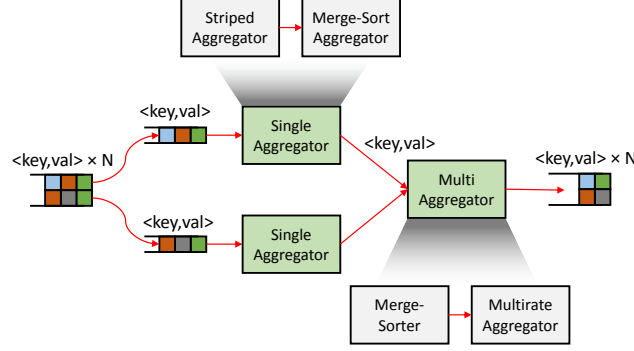 Striped
Aggregator
Merge-Sort
Aggregator
<key,val>
<key,val> × N
Single
Aggregator
<key,val>
<key,val> × N
Multi
Aggregator
<key,val>
Single
Aggregator
Merge-
Sorter
Multirate
Aggregator